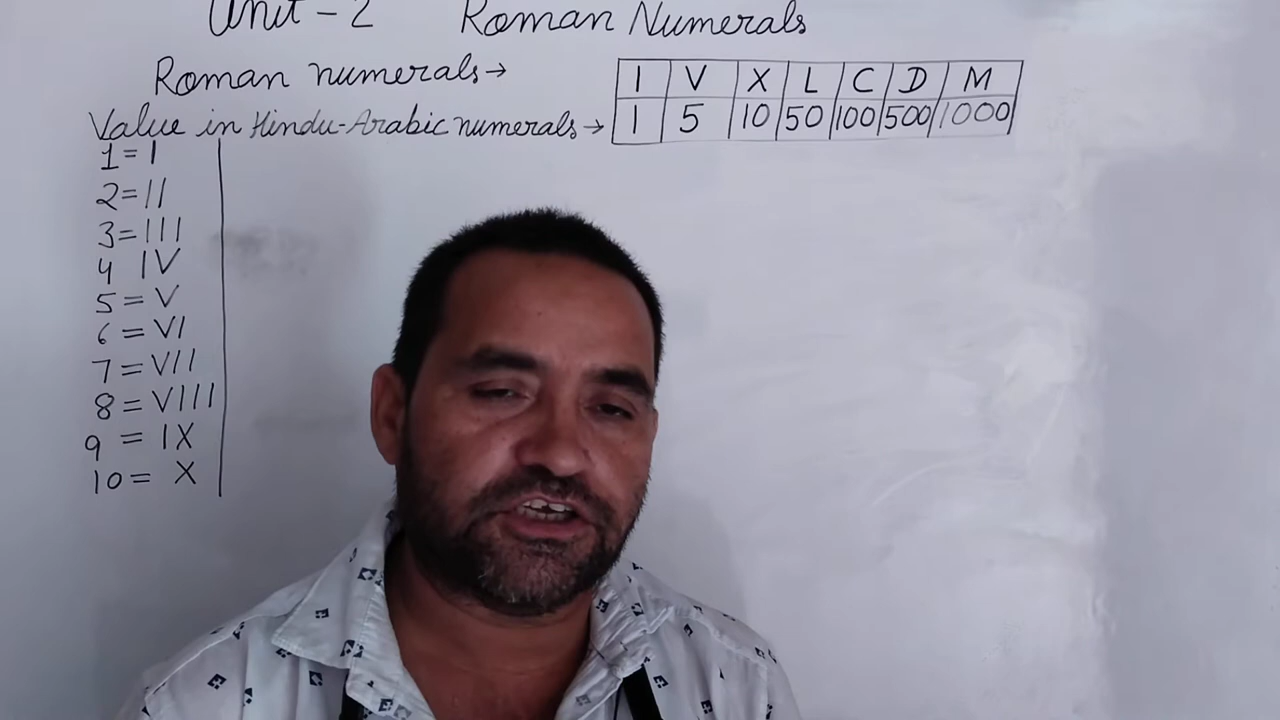 Unit - 2 Roman Numerals
Roman numerals → I V X L C D M
Value in Hindu-Arabic numerals → 1 5 10 50 100 500 1000
1 = I
2 = II
3 = III
4 IV
5 = V
6 = VI
7 = VII
8 = VIII
9 = IX
10 = X